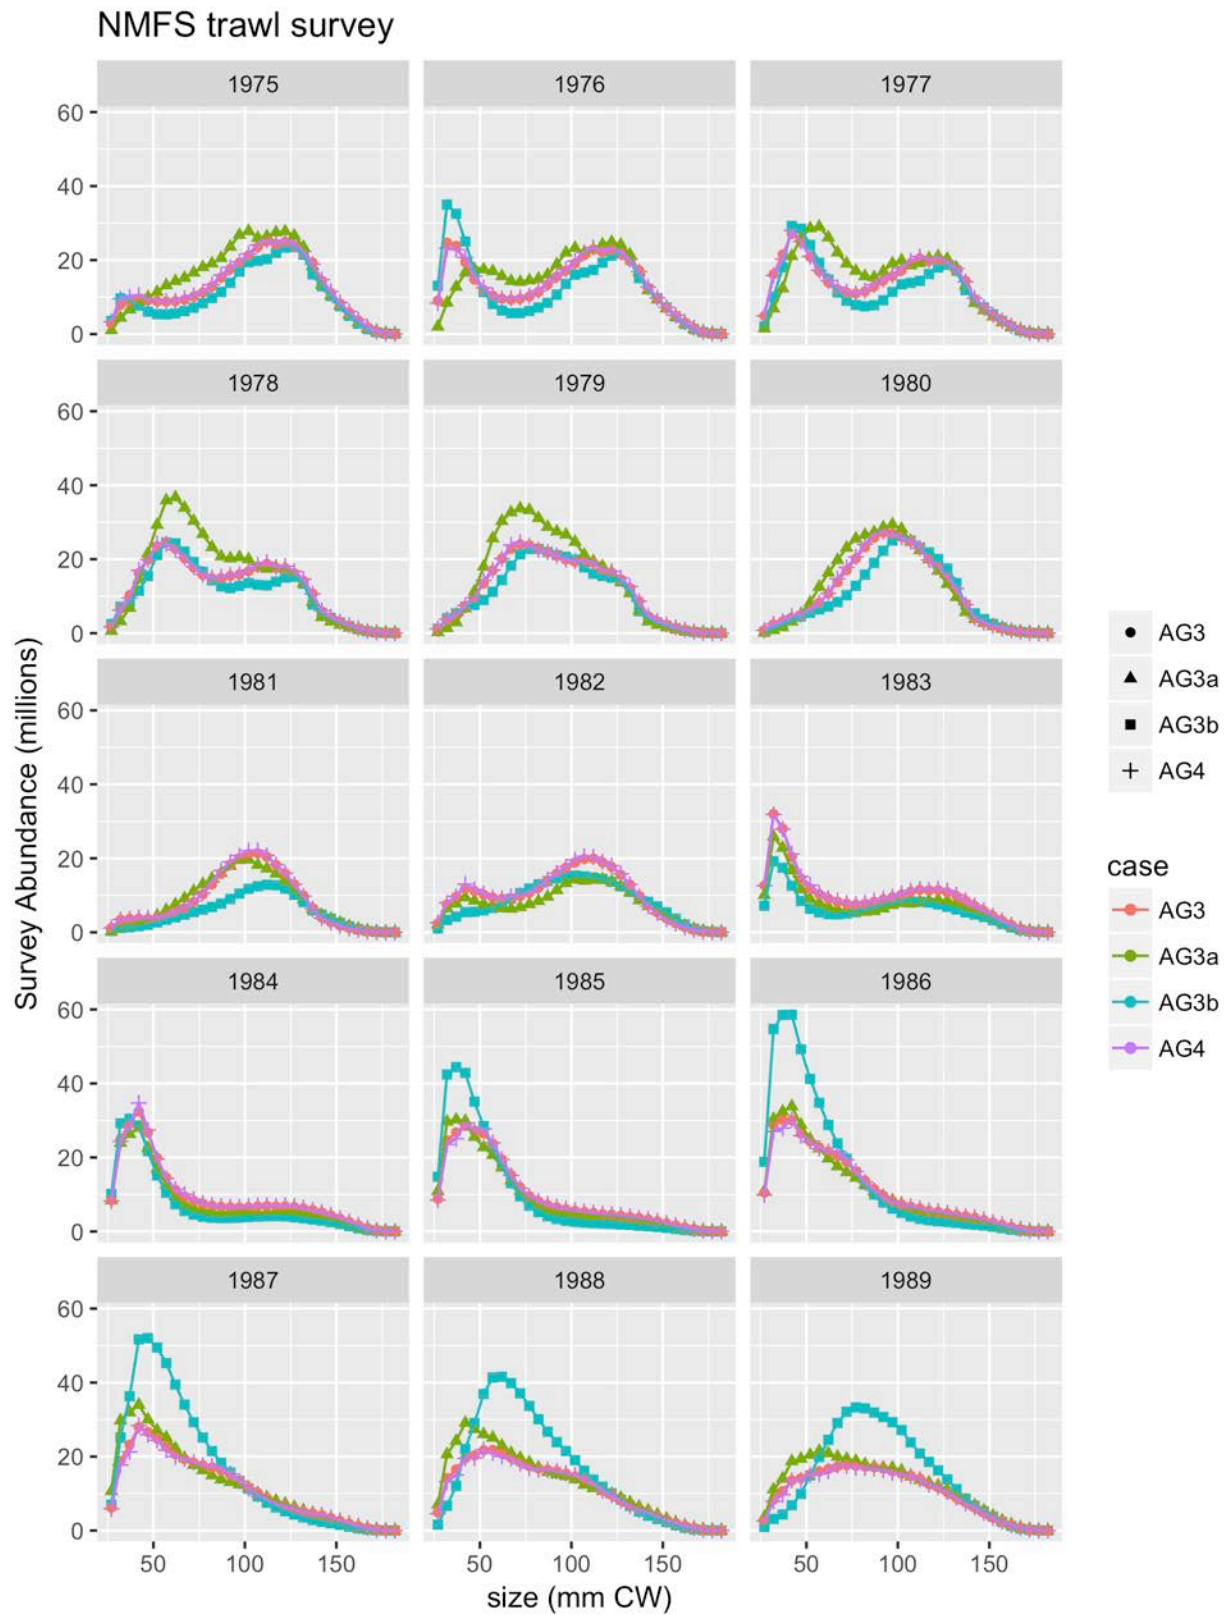 NMFS trawl survey
1975 1976 1977
60
40
20
0
1978 1979 1980
60
40
20
0
1981 1982 1983
60
40
20
0
1984 1985 1986
60
40
20
0
1987 1988 1989
60
40
20
0
50 100 150 50 100 150 50 100 150
size (mm CW)
Survey Abundance (millions)
AG3
AG3a
AG3b
AG4
case
AG3
AG3a
AG3b
AG4